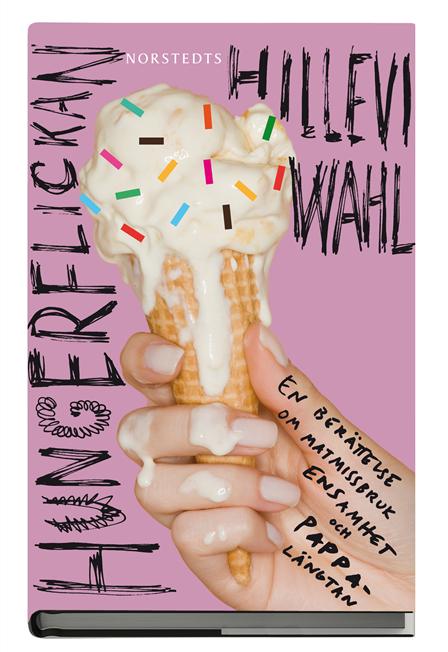 NORSTEDTS
HILLEVI
WAHL
HUNGERFLICKAN
EN BERÄTTELSE
OM MATMISSBRUK
ENSAMHET
OCH
PAPPA-
LÄNGTAN